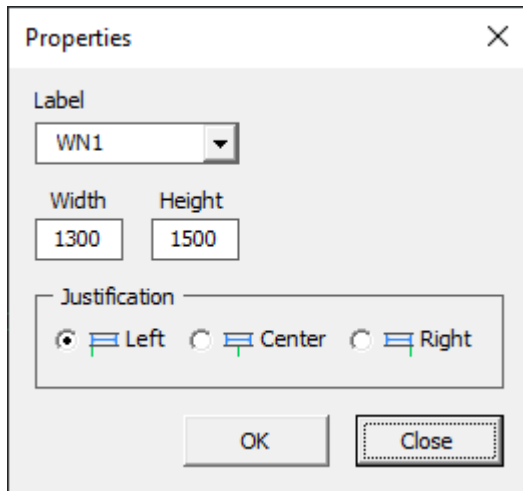 Properties
Label
WN1
Width Height
1300 1500
Justification
Left Center Right
OK Close